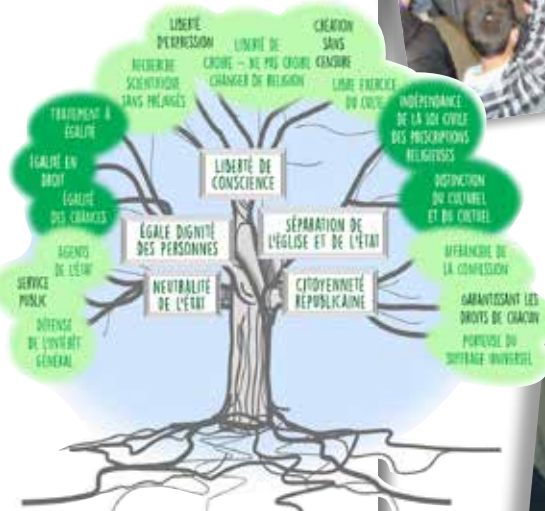 LIBERTÉ
D'EXPRESSION
LIBERTÉ DE
CROIRE - NE PAS CROIRE
CHANGER DE RELIGION
CRÉATION
SANS
CENSURE
RECHERCHE
SCIENTIFIQUE
SANS PRÉJUGÉS
LIBRE EXERCICE
DU CULTE
TRAITEMENT À
ÉGALITÉ
ÉGALITÉ EN
DROIT
ÉGALITÉ
DES CHANCES
INDÉPENDANCE
DE LA LOI CIVILE
DES PRESCRIPTIONS
RELIGIEUSES
DISTINCTION
DU CULTUREL
ET DU CULTUEL
LIBERTÉ DE
CONSCIENCE
ÉGALE DIGNITÉ
DES PERSONNES
SÉPARATION DE
L'ÉGLISE ET DE L'ÉTAT
NEUTRALITÉ
DE L'ÉTAT
CITOYENNETÉ
RÉPUBLICAINE
AGENTS
DE L'ÉTAT
SERVICE
PUBLIC
DÉFENSE
DE L'INTÉRÊT
GÉNÉRAL
AFFRANCHIE DE
LA CONFESSION
GARANTISSANT LES
DROITS DE CHACUN
PORTEUSE DU
SUFFRAGE UNIVERSEL